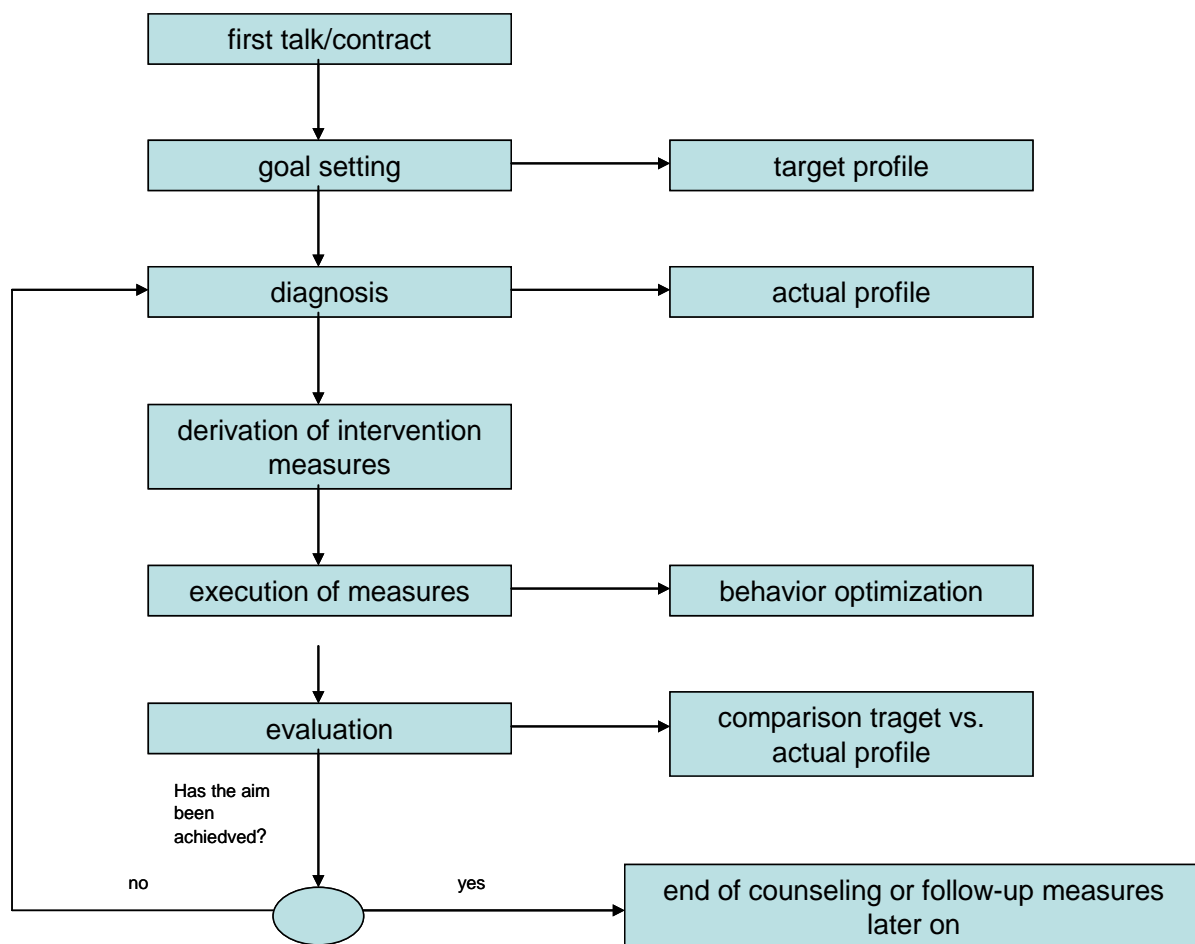 first talk/contract
goal setting
target profile
diagnosis
actual profile
derivation of intervention
measures
execution of measures
behavior optimization
evaluation
comparison traget vs.
actual profile
Has the aim
been
achiedved?
no
yes
end of counseling or follow-up measures
later on